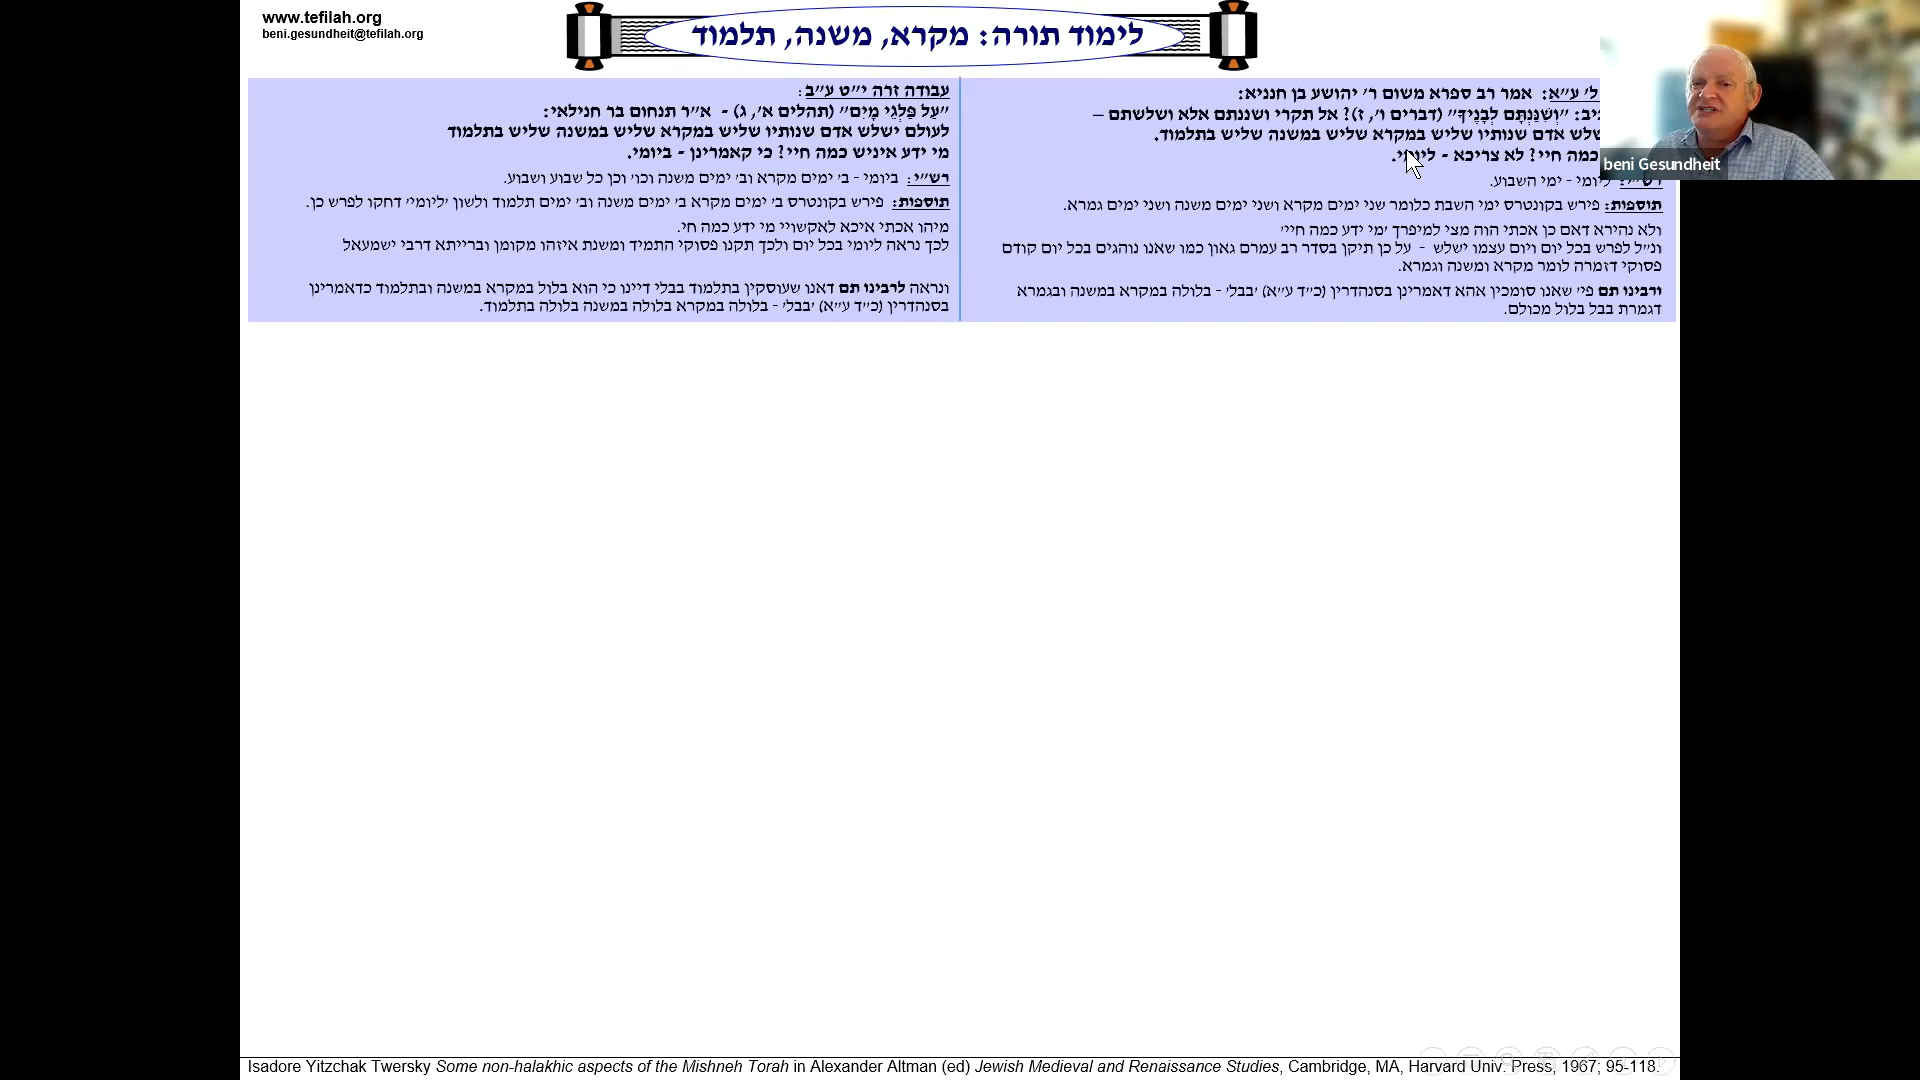 www.tefilah.org
beni.gesundheit@tefilah.org
לימוד תורה: מקרא, משנה, תלמוד
ל׳ ע״א: אמר רב ספרא משום ר׳ יהושע בן חנניא:
״וְשִׁנַּנְתָּם לְבָנֶיךָ״ (דברים ו׳, ז)? אל תקרי ושננתם אלא ושלשתם –
שלש אדם שנותיו שליש במקרא שליש במשנה שליש בתלמוד.
כמה חיי? לא צריכא - ליומי.
רש״י: ליומי - ימי השבוע.
תוספות: פירש בקונטרס ימי השבת כלומר שני ימים מקרא ושני ימים משנה ושני ימים גמרא.
ולא נהירא דאם כן אכתי הוה מצי למיפרך ׳מי ידע כמה חיי׳
ונ״ל לפרש בכל יום ויום עצמו ישלש - על כן תיקן בסדר רב עמרם גאון כמו שאנו נוהגים בכל יום קודם
פסוקי דזמרה לומר מקרא ומשנה וגמרא.
ורבינו תם פי׳ שאנו סומכין אהא דאמרינן בסנהדרין (כ״ד ע״א) ׳בבל׳ - בלולה במקרא במשנה ובגמרא
דגמרת בבל בלול מכולם.
עבודה זרה י״ט ע״ב:
״עַל פַּלְגֵי מָיִם״ (תהלים א׳, ג) - א״ר תנחום בר חנילאי:
לעולם ישלש אדם שנותיו שליש במקרא שליש במשנה שליש בתלמוד
מי ידע איניש כמה חיי? כי קאמרינן - ביומי.
רש״י: ביומי - ב׳ ימים מקרא וב׳ ימים משנה וכו׳ וכן כל שבוע ושבוע.
תוספות: פירש בקונטרס ב׳ ימים מקרא ב׳ ימים משנה וב׳ ימים תלמוד ולשון ׳ליומי׳ דחקו לפרש כן.
מיהו אכתי איכא לאקשויי מי ידע כמה חי.
לכך נראה ליומי בכל יום ולכך תקנו פסוקי התמיד ומשנת איזהו מקומן וברייתא דרבי ישמעאל
ונראה לרבינו תם דאנו שעוסקין בתלמוד בבלי דיינו כי הוא בלול במקרא במשנה ובתלמוד כדאמרינן
בסנהדרין (כ״ד ע״א) ׳בבל׳ - בלולה במקרא בלולה במשנה בלולה בתלמוד.
beni Gesundheit
Isadore Yitzchak Twersky Some non-halakhic aspects of the Mishneh Torah in Alexander Altman (ed) Jewish Medieval and Renaissance Studies, Cambridge, MA, Harvard Univ. Press, 1967; 95-118.